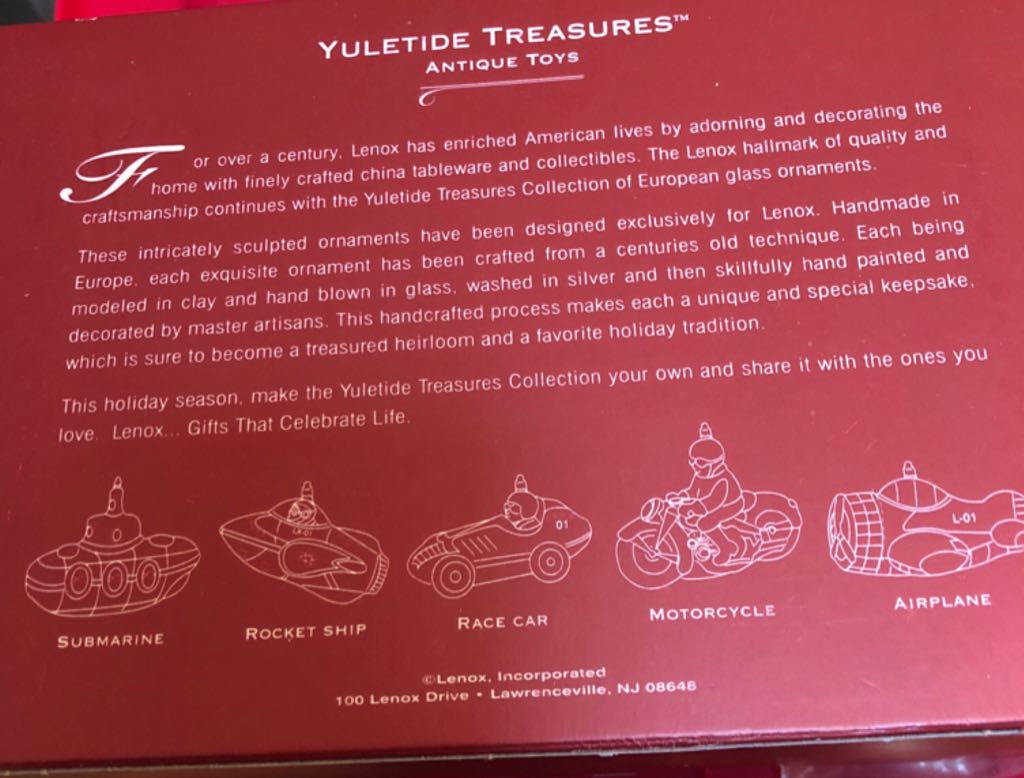 YULETIDE TREASURES™
ANTIQUE TOYS
For over a century, Lenox has enriched American lives by adorning and decorating the
home with finely crafted china tableware and collectibles. The Lenox hallmark of quality and
craftsmanship continues with the Yuletide Treasures Collection of European glass ornaments.
These intricately sculpted ornaments have been designed exclusively for Lenox. Handmade in
Europe, each exquisite ornament has been crafted from a centuries old technique. Each being
modeled in clay and hand blown in glass, washed in silver and then skillfully hand painted and
decorated by master artisans. This handcrafted process makes each a unique and special keepsake,
which is sure to become a treasured heirloom and a favorite holiday tradition.
This holiday season, make the Yuletide Treasures Collection your own and share it with the ones you
love. Lenox... Gifts That Celebrate Life.
LX-01
01
L-01
SUBMARINE
ROCKET SHIP
RACE CAR
MOTORCYCLE
AIRPLANE
©Lenox, Incorporated
100 Lenox Drive • Lawrenceville, NJ 08648